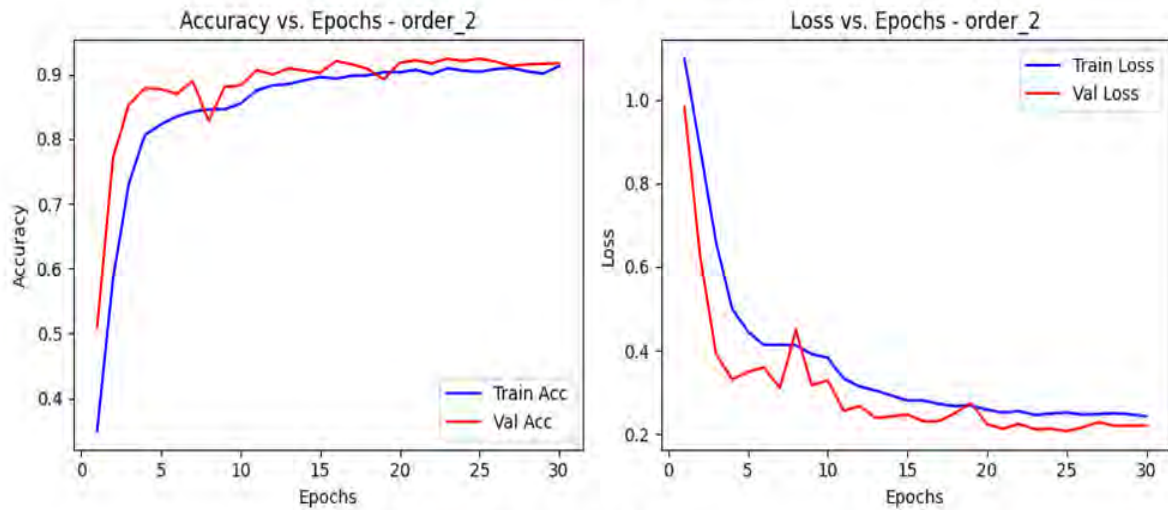 Accuracy vs. Epochs - order_2
0.9
0.8
0.7
0.6
0.5
0.4
Accuracy
Train Acc
Val Acc
0 5 10 15 20 25 30
Epochs
Loss vs. Epochs - order_2
Train Loss
Val Loss
1.0
0.8
0.6
0.4
0.2
Loss
0 5 10 15 20 25 30
Epochs